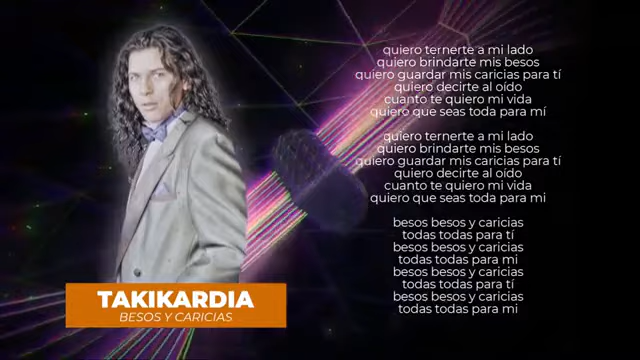 quiero ternerte a mi lado
quiero brindarte mis besos
quiero guardar mis caricias para tí
quiero decirte al oído
cuanto te quiero mi vida
quiero que seas toda para mí
quiero ternerte a mi lado
quiero brindarte mis besos
quiero guardar mis caricias para tí
quiero decirte al oído
cuanto te quiero mi vida
quiero que seas toda para mi
besos besos y caricias
todas todas para tí
besos besos y caricias
todas todas para mi
besos besos y caricias
todas todas para tí
besos besos y caricias
todas todas para mi
TAKIKARDIA
BESOS Y CARICIAS